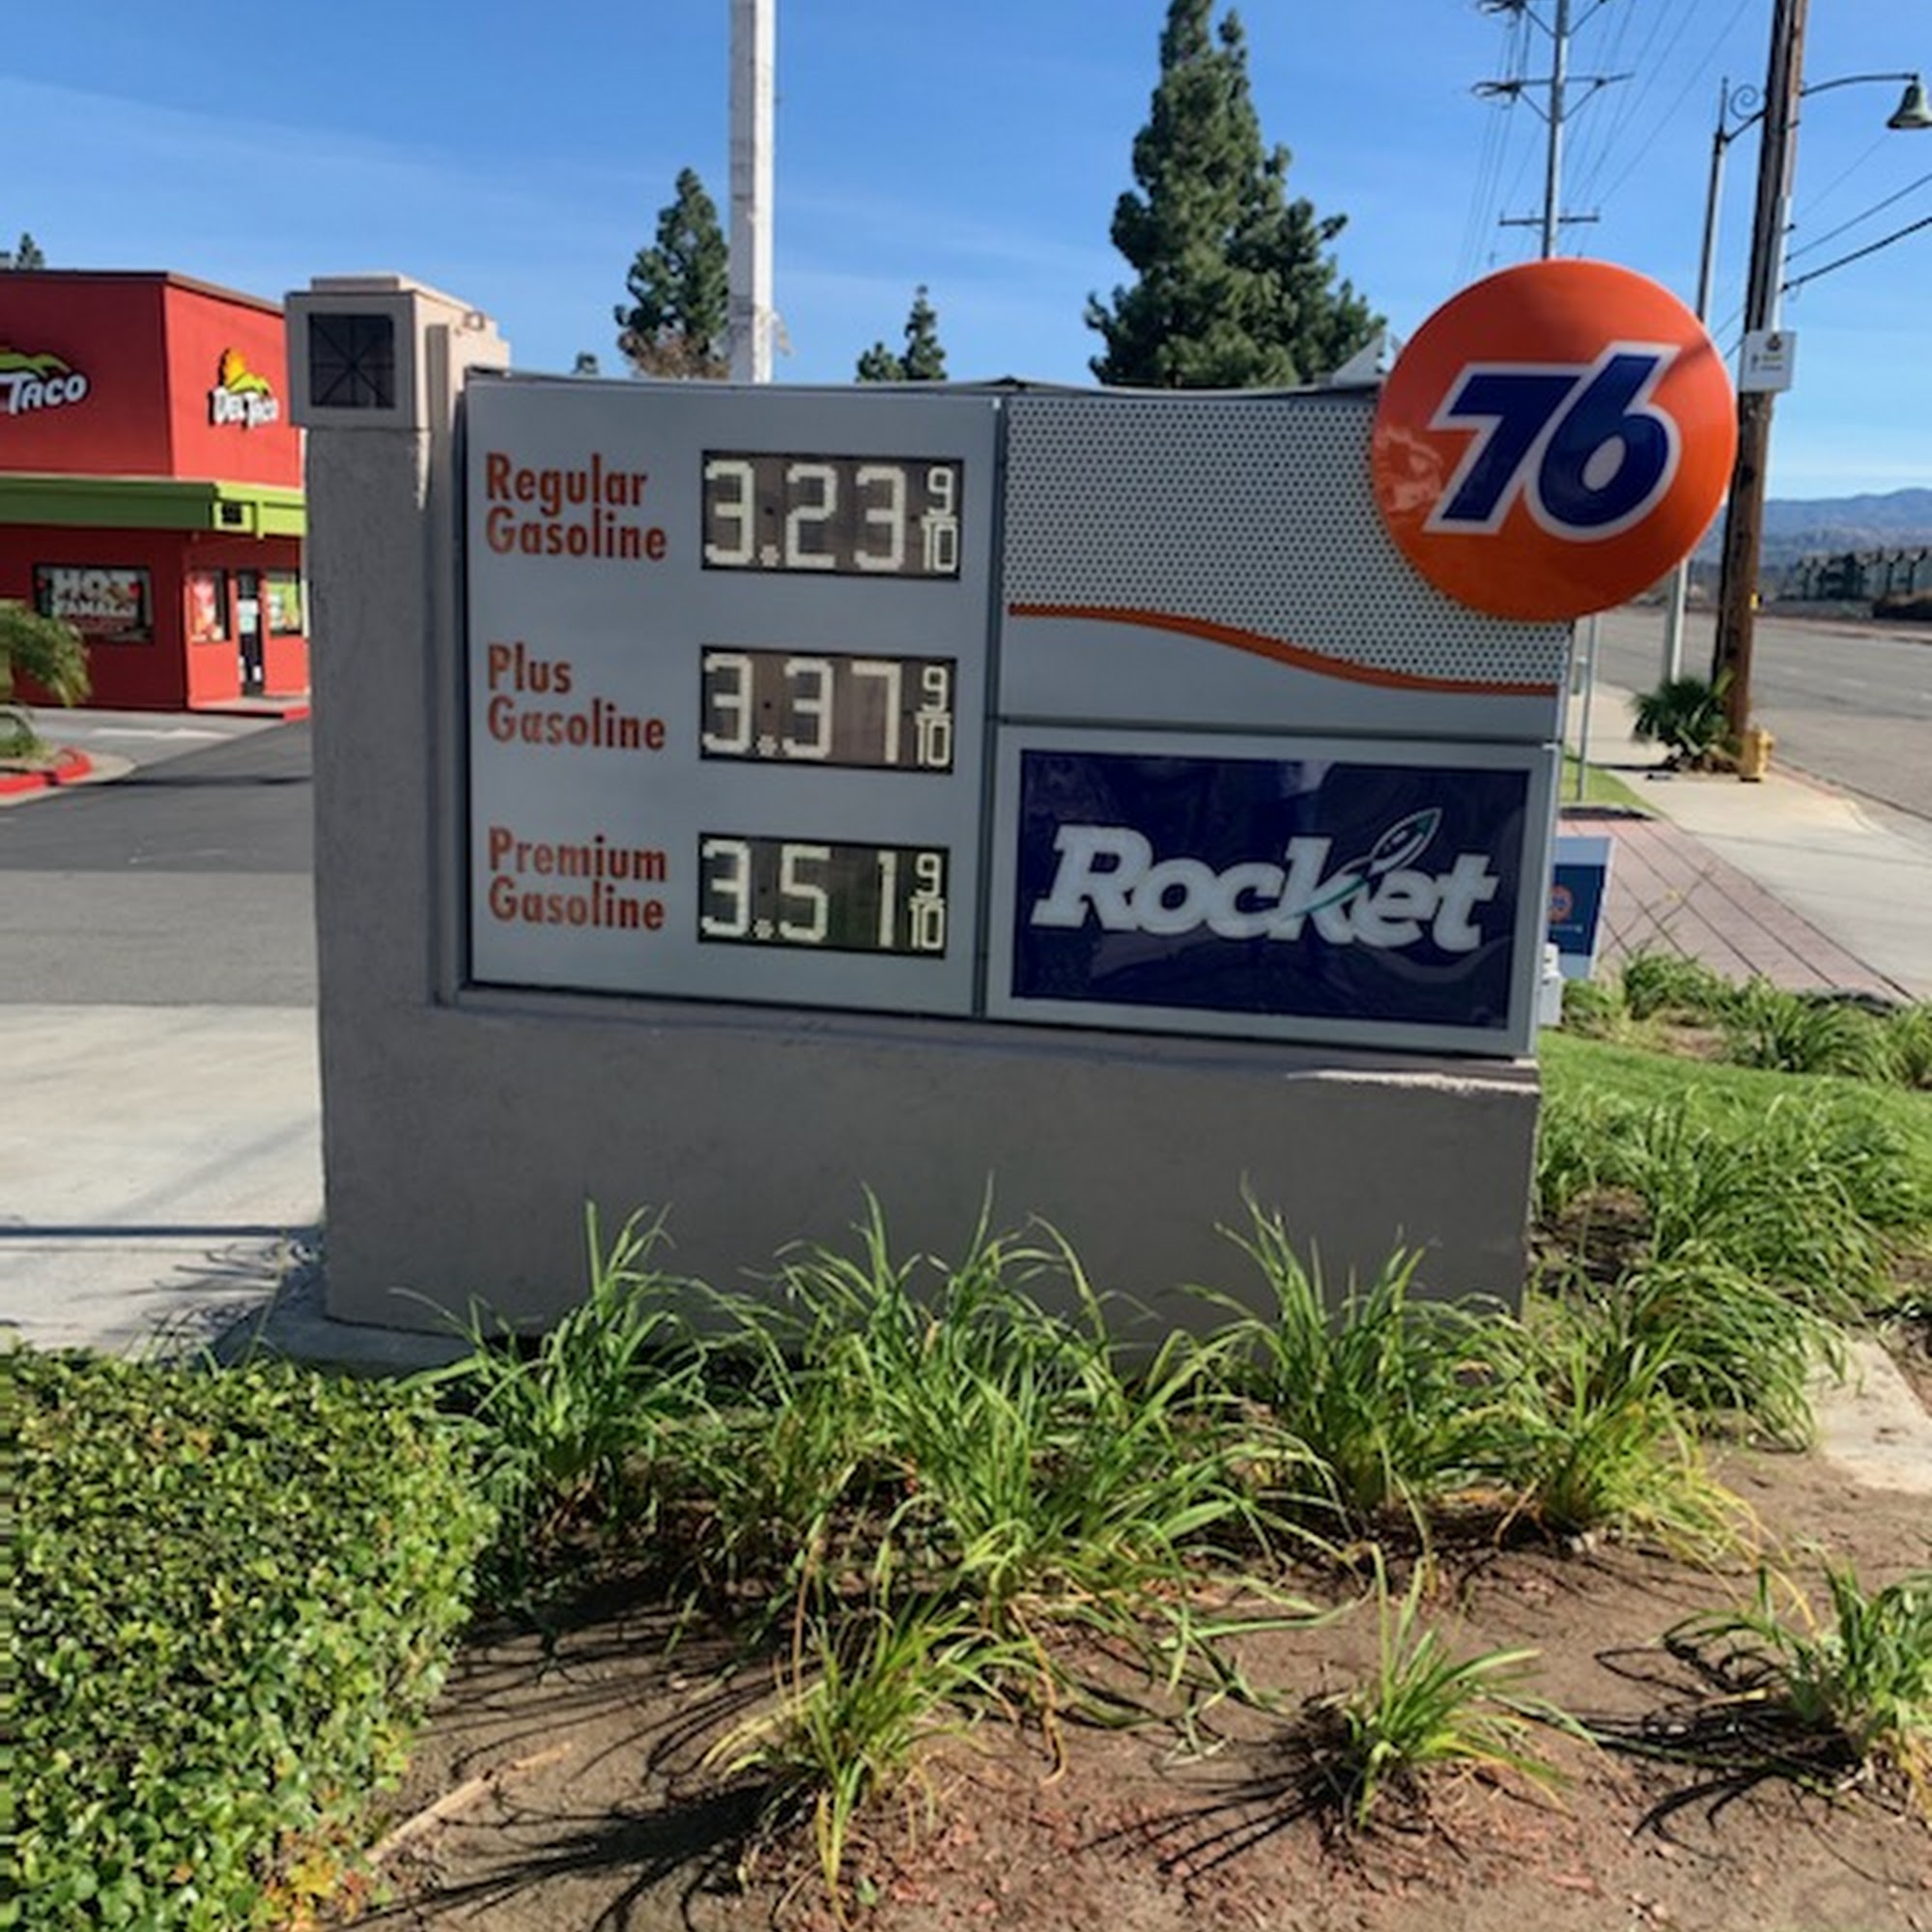 Taco
Del Taco
HOT
TAMALES
Regular
Gasoline
3.23 9/10
Plus
Gasoline
3.37 9/10
Premium
Gasoline
3.51 9/10
76
Rocket